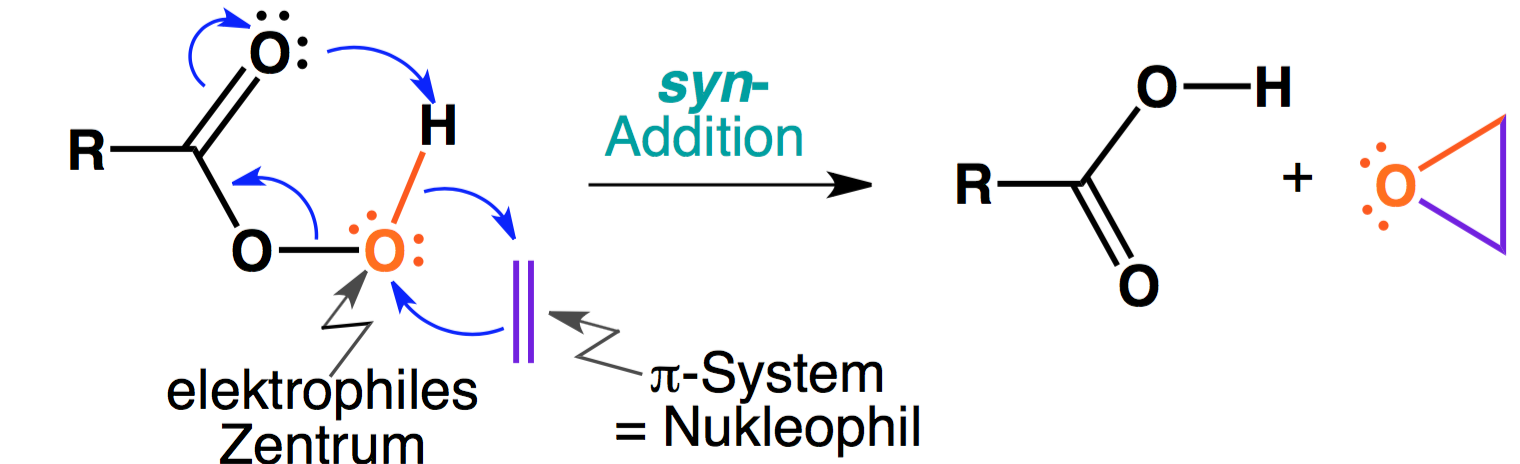 O
H
R
O
O
syn-
Addition
O
H
R
O
+
O
elektrophiles
Zentrum
π-System
= Nukleophil